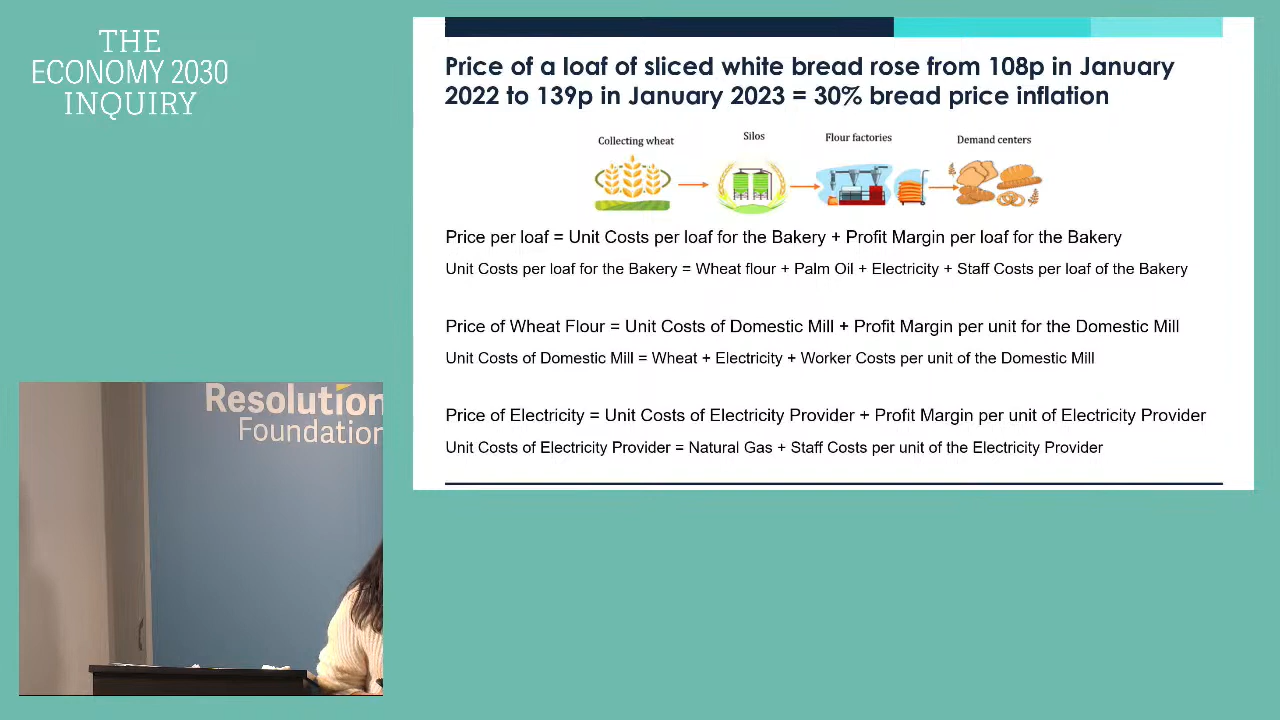 THE
ECONOMY 2030
INQUIRY
Price of a loaf of sliced white bread rose from 108p in January
2022 to 139p in January 2023 = 30% bread price inflation
Collecting wheat
Silos
Flour factories
Demand centers
Price per loaf = Unit Costs per loaf for the Bakery + Profit Margin per loaf for the Bakery
Unit Costs per loaf for the Bakery = Wheat flour + Palm Oil + Electricity + Staff Costs per loaf of the Bakery
Price of Wheat Flour = Unit Costs of Domestic Mill + Profit Margin per unit for the Domestic Mill
Unit Costs of Domestic Mill = Wheat + Electricity + Worker Costs per unit of the Domestic Mill
Price of Electricity = Unit Costs of Electricity Provider + Profit Margin per unit of Electricity Provider
Unit Costs of Electricity Provider = Natural Gas + Staff Costs per unit of the Electricity Provider
Resolution
Foundation